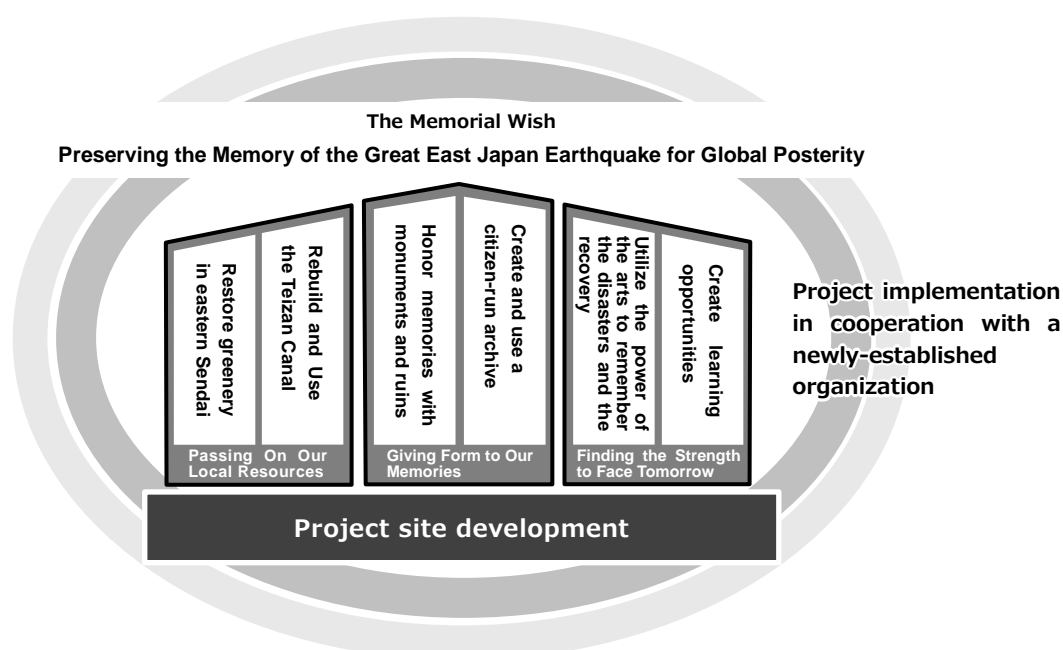 The Memorial Wish
Preserving the Memory of the Great East Japan Earthquake for Global Posterity
Restore greenery
in eastern Sendai
Rebuild and Use
the Teizan Canal
Passing On Our
Local Resources
Honor memories with
monuments and ruins
Create and use a
citizen-run archive
Giving Form to Our
Memories
Utilize the power of
the arts to remember
the disasters and the
recovery
Create learning
opportunities
Finding the Strength
to Face Tomorrow
Project implementation
in cooperation with a
newly-established
organization
Project site development